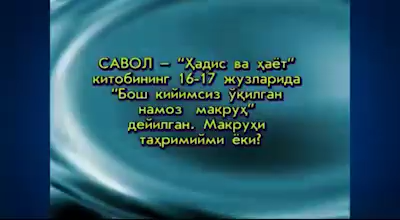 САВОЛ – “Ҳадис ва ҳаёт”
китобининг 16-17 жузларида
“Бош кийимсиз ўқилган
намоз макруҳ”
дейилган. Макруҳи
таҳримийми ёки?